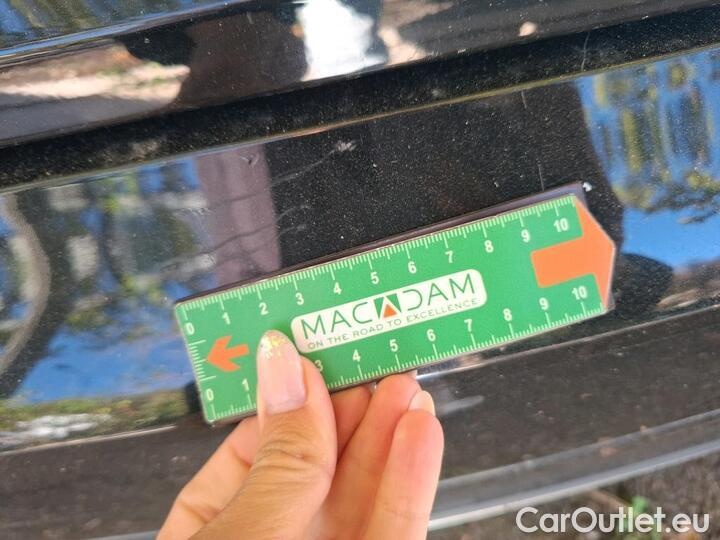 0 1 2 3 4 5 6 7 8 9 10
MACADAM
ON THE ROAD TO EXCELLENCE
0 1 3 4 5 6 7 8 9 10
CarOutlet.eu